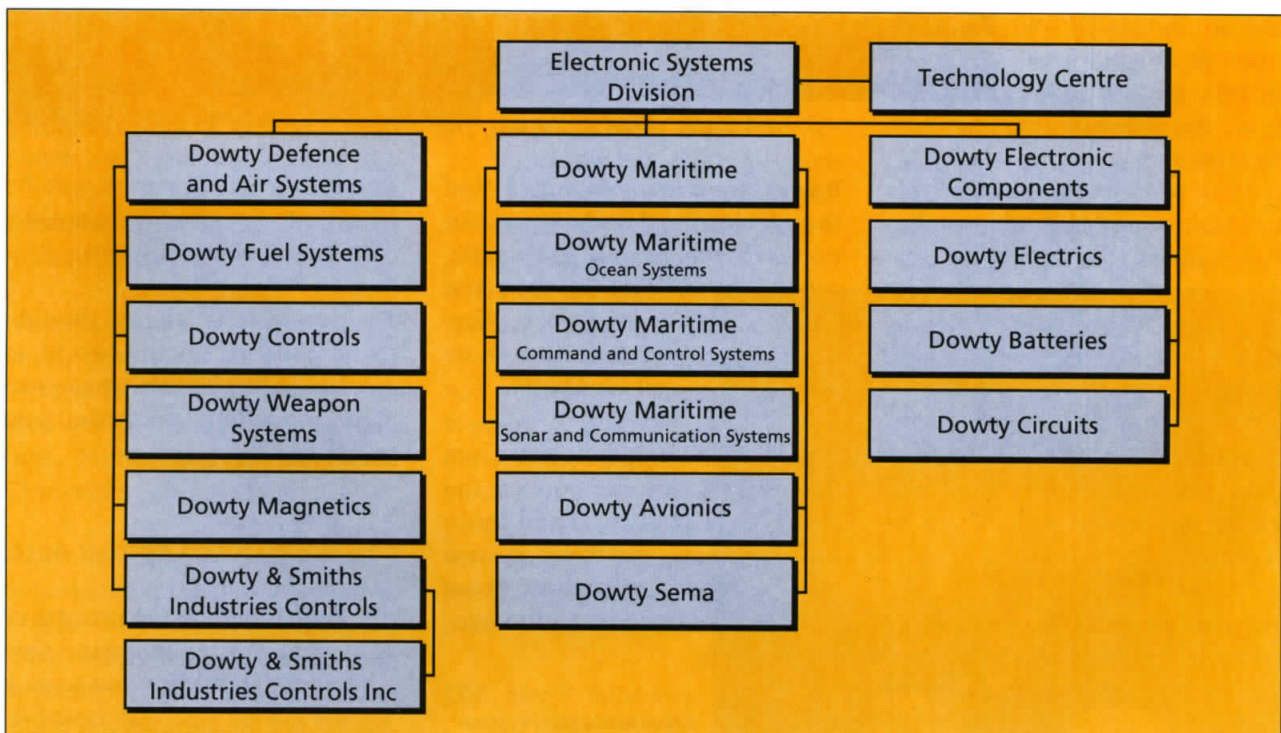 Electronic Systems
Division
Technology Centre
Dowty Defence
and Air Systems
Dowty Fuel Systems
Dowty Controls
Dowty Weapon
Systems
Dowty Magnetics
Dowty & Smiths
Industries Controls
Dowty & Smiths
Industries Controls Inc
Dowty Maritime
Dowty Maritime
Ocean Systems
Dowty Maritime
Command and Control Systems
Dowty Maritime
Sonar and Communication Systems
Dowty Avionics
Dowty Sema
Dowty Electronic
Components
Dowty Electrics
Dowty Batteries
Dowty Circuits